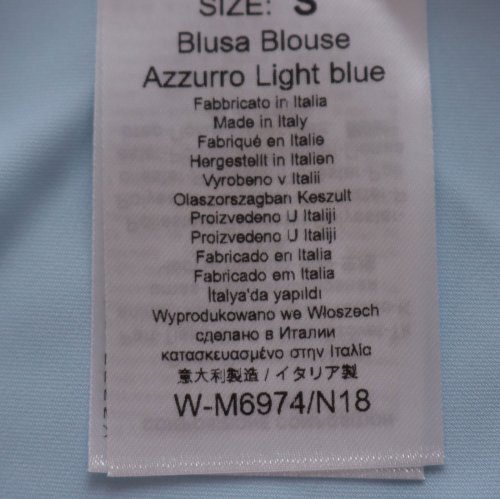 SIZE: S
Blusa Blouse
Azzurro Light blue
Fabbricato in Italia
Made in Italy
Fabriqué en Italie
Hergestellt in Italien
Vyrobeno v Italii
Olaszorszagban Keszult
Proizvedeno U Italiji
Proizvedeno U Italiji
Fabricado en Italia
Fabricado em Italia
İtalya'da yapıldı
Wyprodukowano we Włoszech
сделано в Италии
κατασκευασμένο στην Ιταλία
意大利製造 / イタリア製
W-M6974/N18